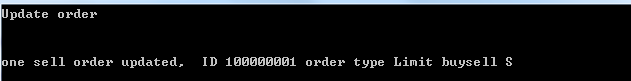 Update order
one sell order updated,  ID 100000001 order type Limit buysell S